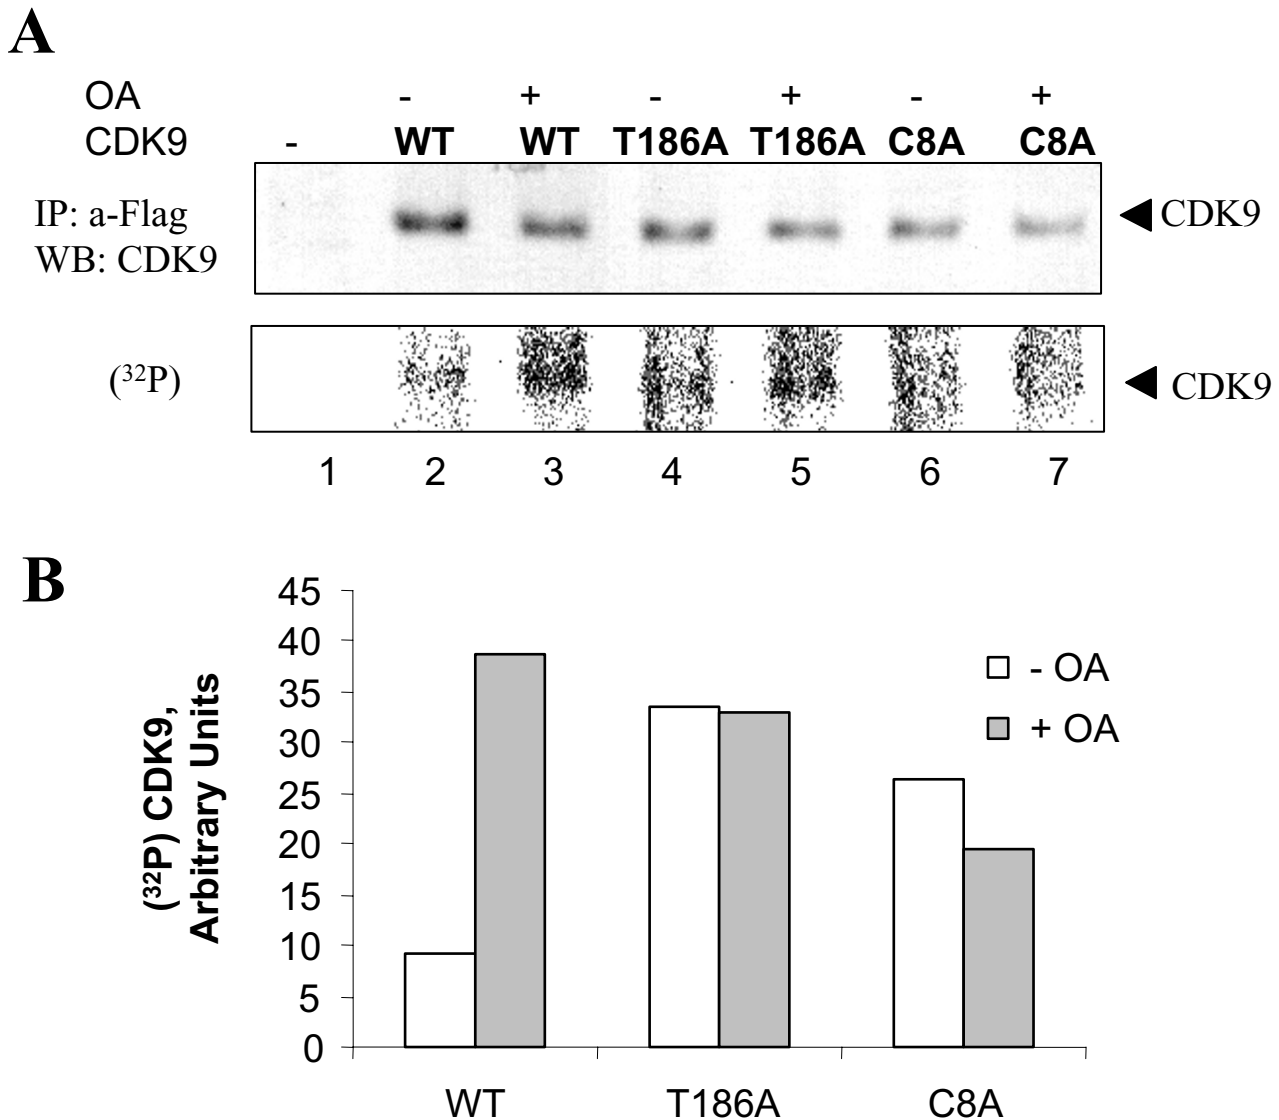 A
OA - + - + - +
CDK9 - WT WT T186A T186A C8A C8A
IP: a-Flag
WB: CDK9
CDK9
(³²P)
CDK9
1 2 3 4 5 6 7
B
45
40
35
30
25
20
15
10
5
0
(³²P) CDK9,
Arbitrary Units
- OA
+ OA
WT T186A C8A